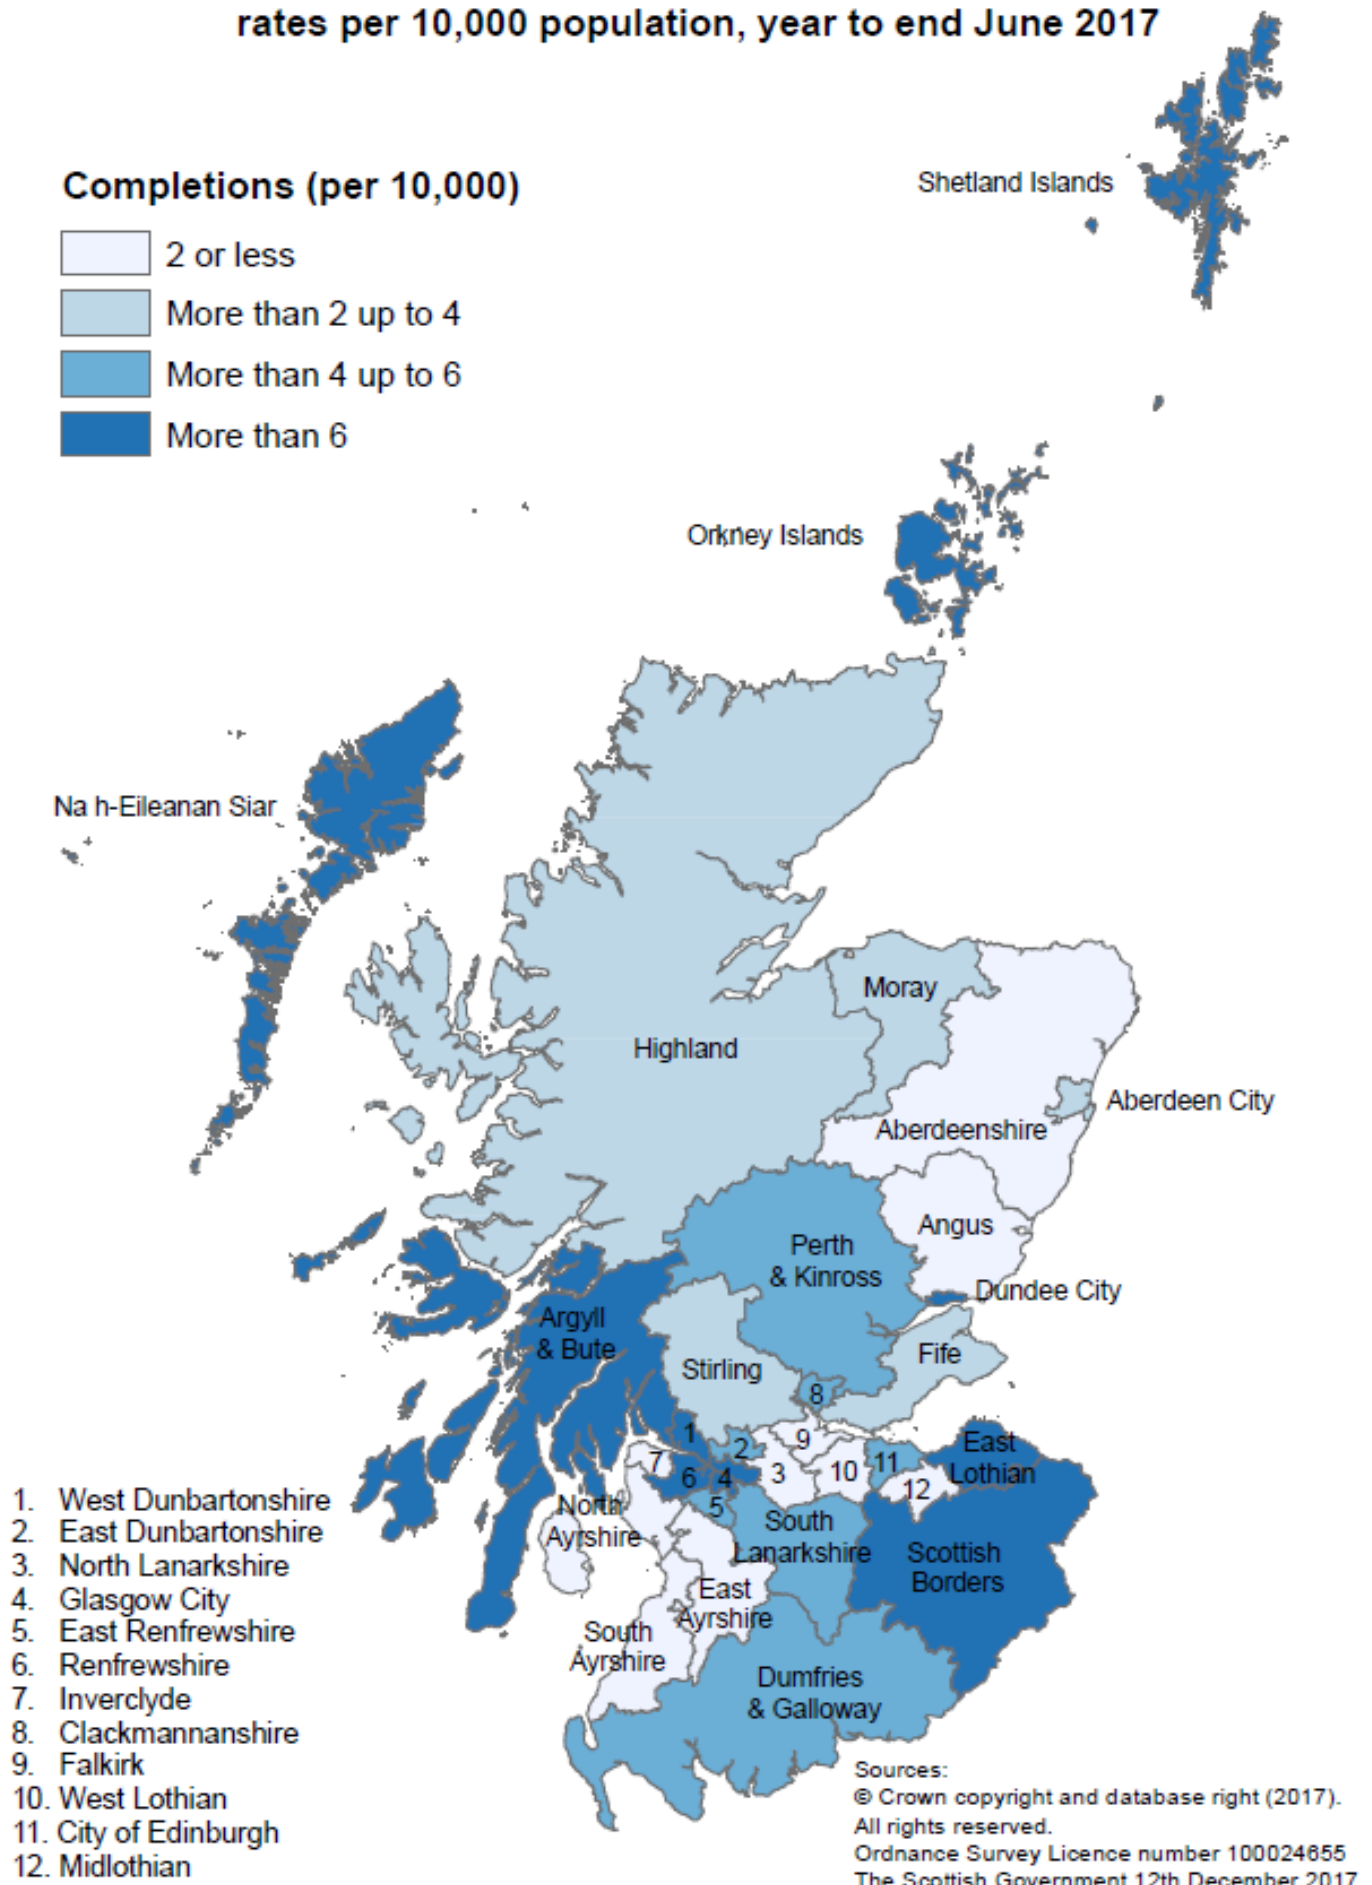 rates per 10,000 population, year to end June 2017
Completions (per 10,000)
2 or less
More than 2 up to 4
More than 4 up to 6
More than 6
Shetland Islands
Orkney Islands
Na h-Eileanan Siar
Moray
Highland
Aberdeen City
Aberdeenshire
Angus
Perth
& Kinross
Dundee City
Argyll
& Bute
Fife
Stirling
8
1
2
9
East
Lothian
7
6
4
3
10
11
12
5
North
Ayrshire
South
Lanarkshire
Scottish
Borders
East
Ayrshire
South
Ayrshire
Dumfries
& Galloway
1. West Dunbartonshire
2. East Dunbartonshire
3. North Lanarkshire
4. Glasgow City
5. East Renfrewshire
6. Renfrewshire
7. Inverclyde
8. Clackmannanshire
9. Falkirk
10. West Lothian
11. City of Edinburgh
12. Midlothian
Sources:
© Crown copyright and database right (2017).
All rights reserved.
Ordnance Survey Licence number 100024655
The Scottish Government 12th December 2017